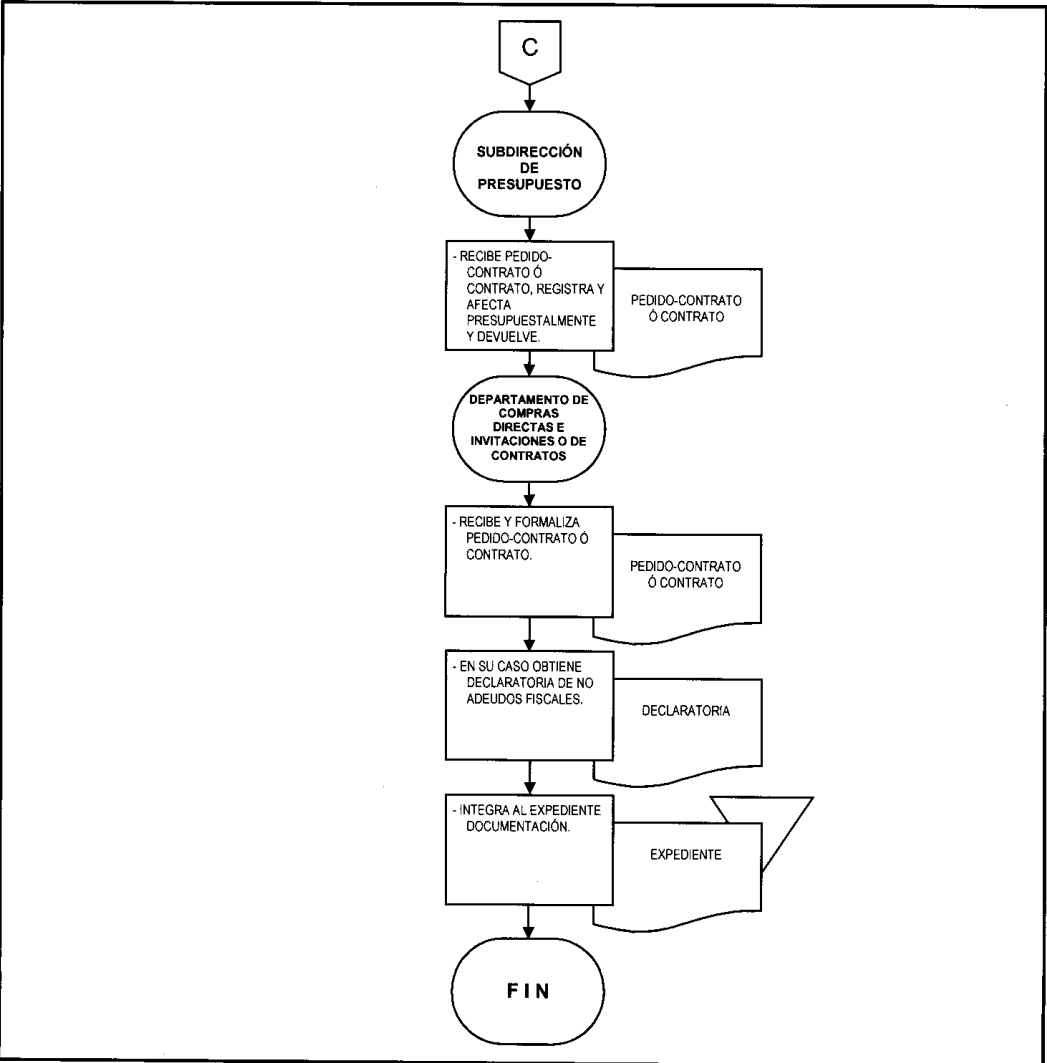 C
SUBDIRECCIÓN
DE
PRESUPUESTO
- RECIBE PEDIDO-
CONTRATO Ó
CONTRATO, REGISTRA Y
AFECTA
PRESUPUESTALMENTE
Y DEVUELVE.
PEDIDO-CONTRATO
Ó CONTRATO
DEPARTAMENTO DE
COMPRAS
DIRECTAS E
INVITACIONES O DE
CONTRATOS
- RECIBE Y FORMALIZA
PEDIDO-CONTRATO Ó
CONTRATO.
PEDIDO-CONTRATO
Ó CONTRATO
- EN SU CASO OBTIENE
DECLARATORIA DE NO
ADEUDOS FISCALES.
DECLARATORIA
- INTEGRA AL EXPEDIENTE
DOCUMENTACIÓN.
EXPEDIENTE
F I N